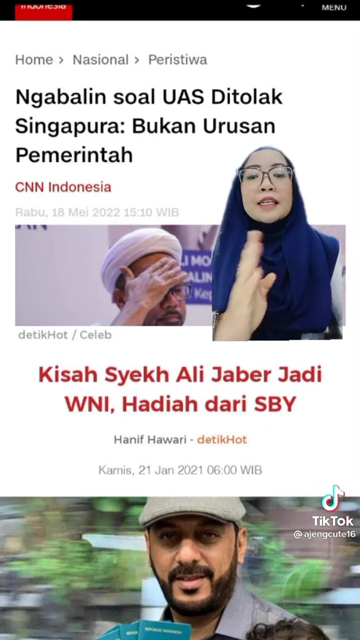 Indonesia
MENU
Home > Nasional > Peristiwa
Ngabalin soal UAS Ditolak
Singapura: Bukan Urusan
Pemerintah
CNN Indonesia
Rabu, 18 Mei 2022 15:10 WIB
detikHot / Celeb
Kisah Syekh Ali Jaber Jadi
WNI, Hadiah dari SBY
Hanif Hawari - detikHot
Kamis, 21 Jan 2021 06:00 WIB
TikTok
@ajengcute16